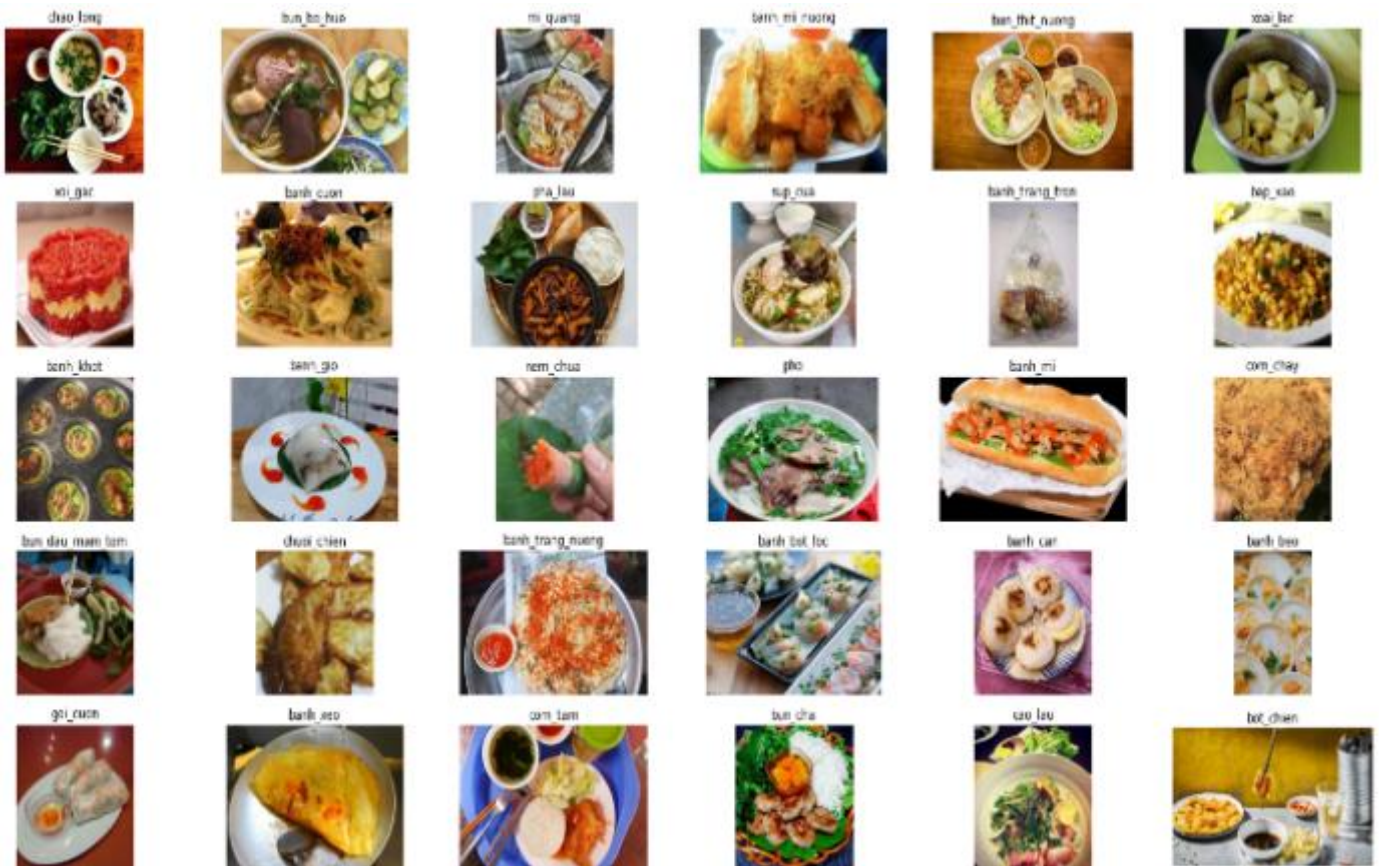 chao_long bun_bo_hue mi_quang banh_mi_nuong bun_thit_nuong xoai_lac
xoi_gac banh_cuon pha_lau sup_cua banh_trang_tron hep_xao
banh_khot banh_gio nem_chua pho banh_mi com_chay
bun_dau_mam_tom chuoi_chien banh_trang_nuong banh_bot_loc banh_can banh_beo
goi_cuon banh_xeo com_tam bun_cha cao_lau bot_chien